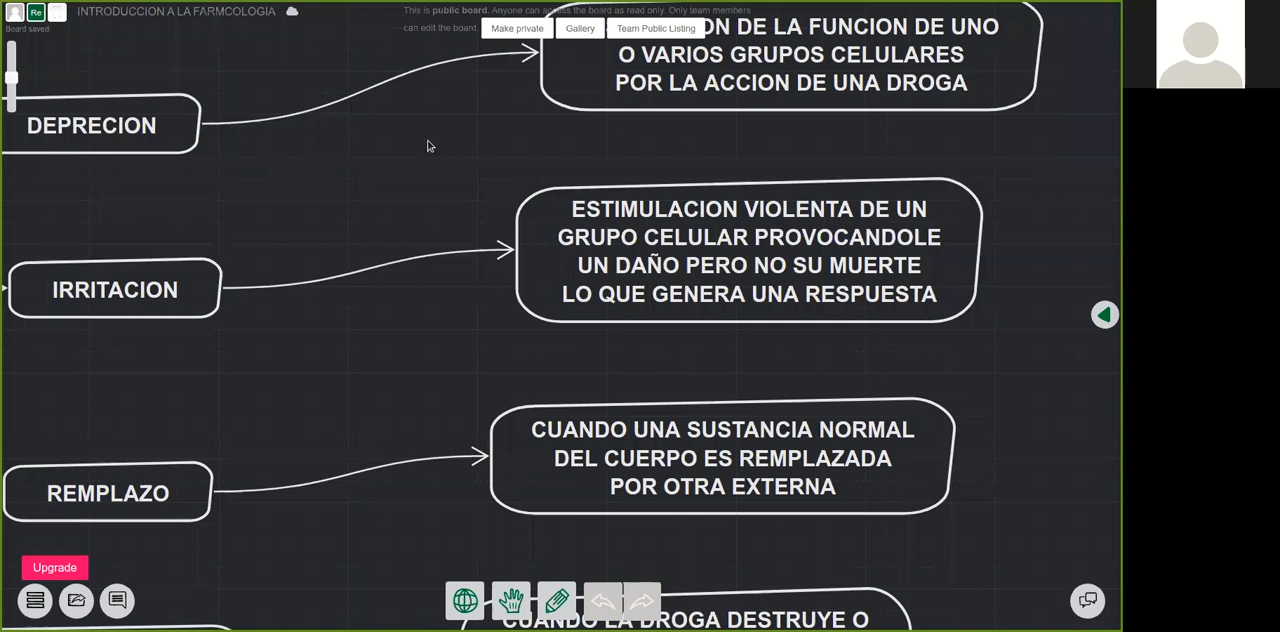 Re
INTRODUCCION A LA FARMCOLOGIA
Board saved
This is public board. Anyone can access the board as read only. Only team members
can edit the board.
Make private
Gallery
Team Public Listing
ON DE LA FUNCION DE UNO
O VARIOS GRUPOS CELULARES
POR LA ACCION DE UNA DROGA
DEPRECION
ESTIMULACION VIOLENTA DE UN
GRUPO CELULAR PROVOCANDOLE
UN DAÑO PERO NO SU MUERTE
LO QUE GENERA UNA RESPUESTA
IRRITACION
CUANDO UNA SUSTANCIA NORMAL
DEL CUERPO ES REMPLAZADA
POR OTRA EXTERNA
REMPLAZO
Upgrade
CUANDO LA DROGA DESTRUYE O